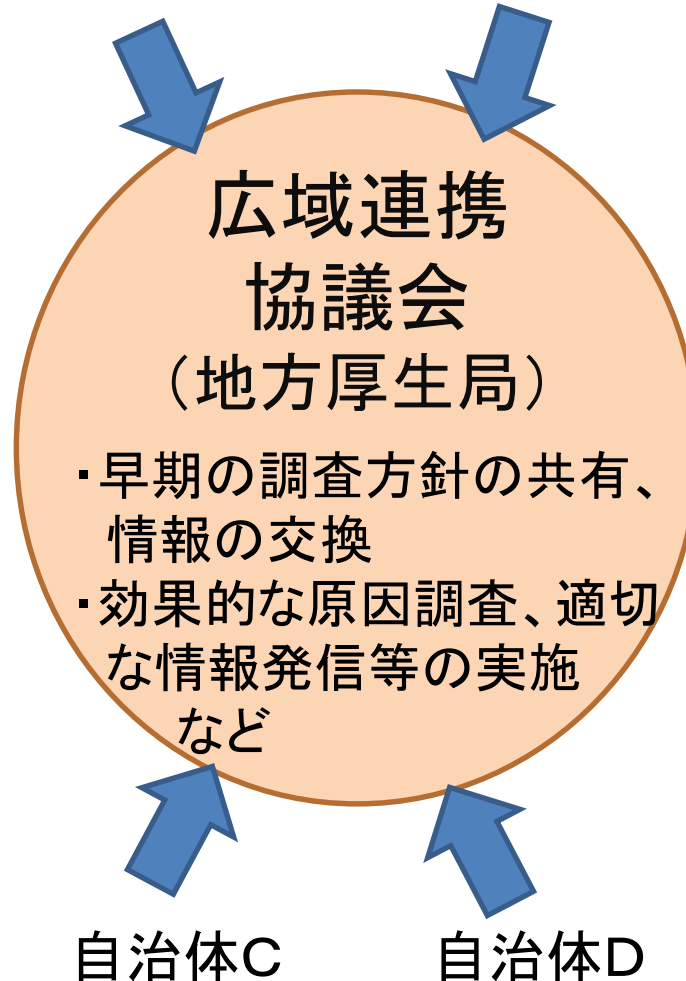 広域連携
協議会
（地方厚生局）
・早期の調査方針の共有、
情報の交換
・効果的な原因調査、適切
な情報発信等の実施
など
自治体C 自治体D